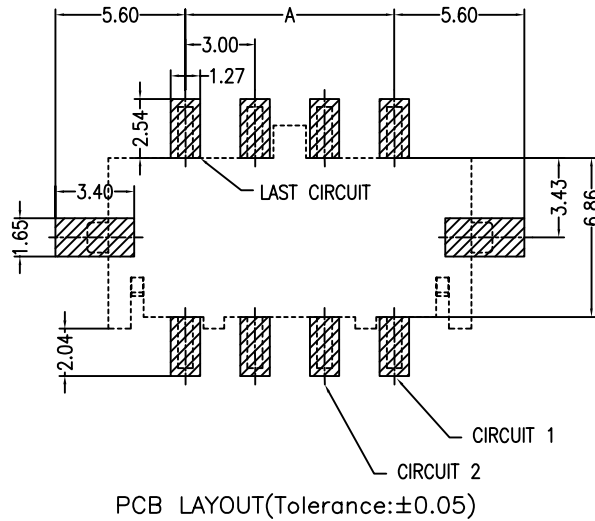 5.60
A
5.60
3.00
1.27
2.54
LAST CIRCUIT
3.40
3.43
6.86
1.65
2.04
CIRCUIT 1
CIRCUIT 2
PCB LAYOUT(Tolerance:±0.05)